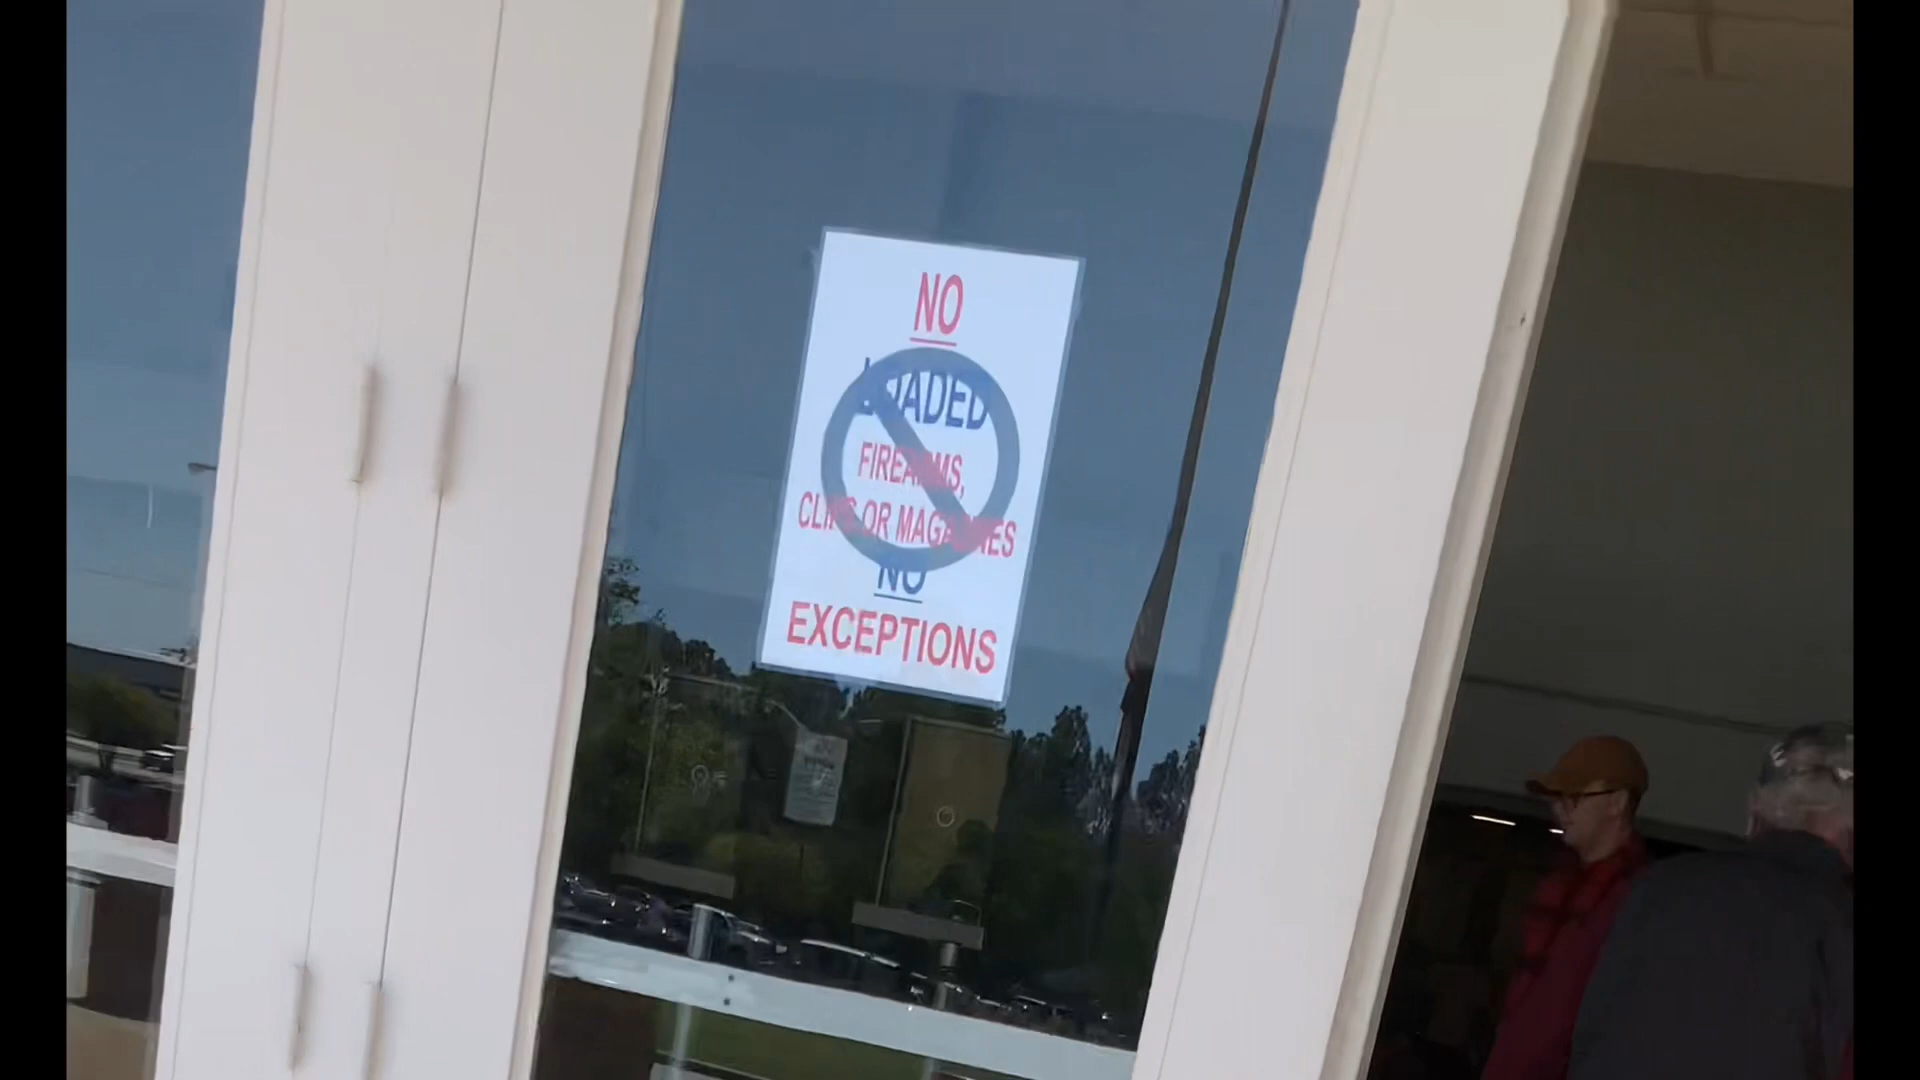 NO
LOADED
FIREARMS,
CLIPS OR MAGAZINES
NO
EXCEPTIONS